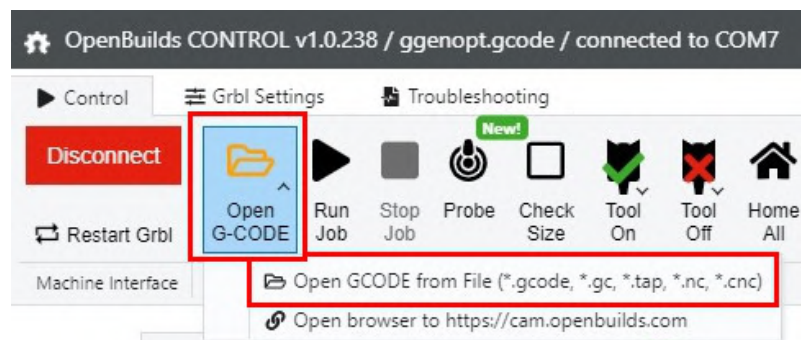 OpenBuilds CONTROL v1.0.238 / ggenopt.gcode / connected to COM7
Control Grbl Settings Troubleshooting
New!
Disconnect
Open Run Stop Probe Check Tool Tool Home
G-CODE Job Job Size On Off All
Restart Grbl
Machine Interface
Open GCODE from File (*.gcode, *.gc, *.tap, *.nc, *.cnc)
Open browser to https://cam.openbuilds.com